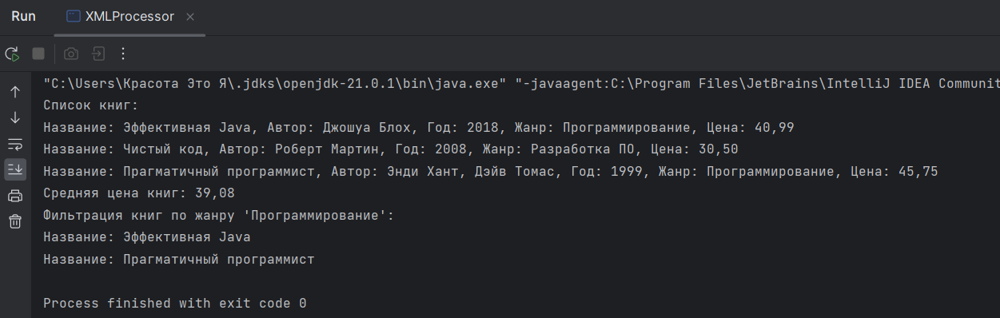 Run XMLProcessor
"C:\Users\Красота Это Я\.jdks\openjdk-21.0.1\bin\java.exe" "-javaagent:C:\Program Files\JetBrains\IntelliJ IDEA Communit
Список книг:
Название: Эффективная Java, Автор: Джошуа Блох, Год: 2018, Жанр: Программирование, Цена: 40,99
Название: Чистый код, Автор: Роберт Мартин, Год: 2008, Жанр: Разработка ПО, Цена: 30,50
Название: Прагматичный программист, Автор: Энди Хант, Дэйв Томас, Год: 1999, Жанр: Программирование, Цена: 45,75
Средняя цена книг: 39,08
Фильтрация книг по жанру 'Программирование':
Название: Эффективная Java
Название: Прагматичный программист
Process finished with exit code 0